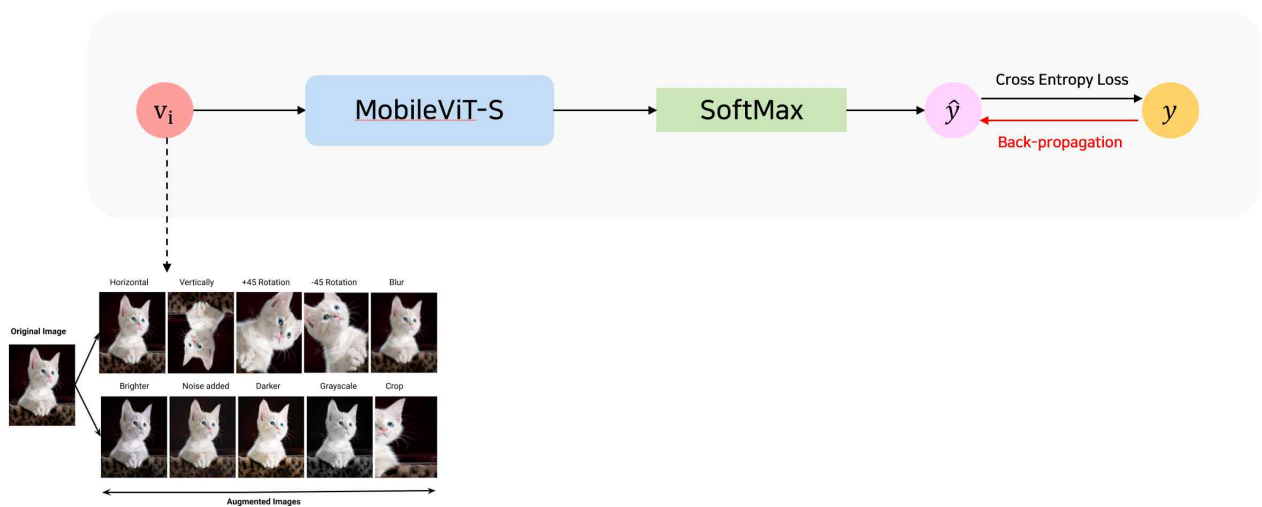 v_i
MobileViT-S
SoftMax
ŷ
Cross Entropy Loss
Back-propagation
y
Horizontal
Vertically
+45 Rotation
-45 Rotation
Blur
Original Image
Brighter
Noise added
Darker
Grayscale
Crop
Augmented Images